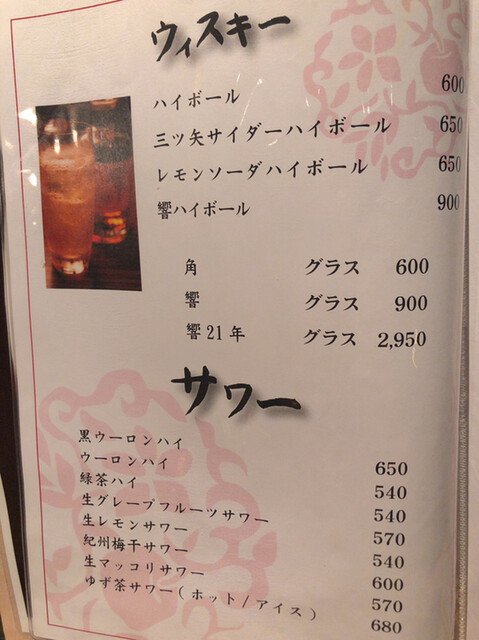 ウィスキー
ハイボール 600
三ツ矢サイダーハイボール 650
レモンソーダハイボール 650
響ハイボール 900
角 グラス 600
響 グラス 900
響 21年 グラス 2,950
サワー
黒ウーロンハイ 650
ウーロンハイ 540
緑茶ハイ 540
生グレープフルーツサワー 570
生レモンサワー 540
紀州梅干サワー 600
生マッコリサワー 570
ゆず茶サワー(ホット/アイス) 680